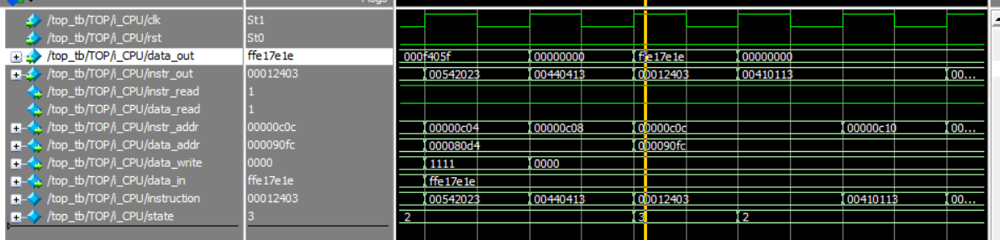 Msgs
/top_tb/TOP/i_CPU/clk St1
/top_tb/TOP/i_CPU/rst St0
/top_tb/TOP/i_CPU/data_out ffe17e1e 000f405f 00000000 ffe17e1e 00000000
/top_tb/TOP/i_CPU/instr_out 00012403 00542023 00440413 00012403 00410113 00...
/top_tb/TOP/i_CPU/instr_read 1
/top_tb/TOP/i_CPU/data_read 1
/top_tb/TOP/i_CPU/instr_addr 00000c0c 00000c04 00000c08 00000c0c 00000c10 00...
/top_tb/TOP/i_CPU/data_addr 000090fc 000080d4 000090fc
/top_tb/TOP/i_CPU/data_write 0000 1111 0000
/top_tb/TOP/i_CPU/data_in ffe17e1e ffe17e1e
/top_tb/TOP/i_CPU/instruction 00012403 00542023 00440413 00012403 00410113 00...
/top_tb/TOP/i_CPU/state 3 2 3 2